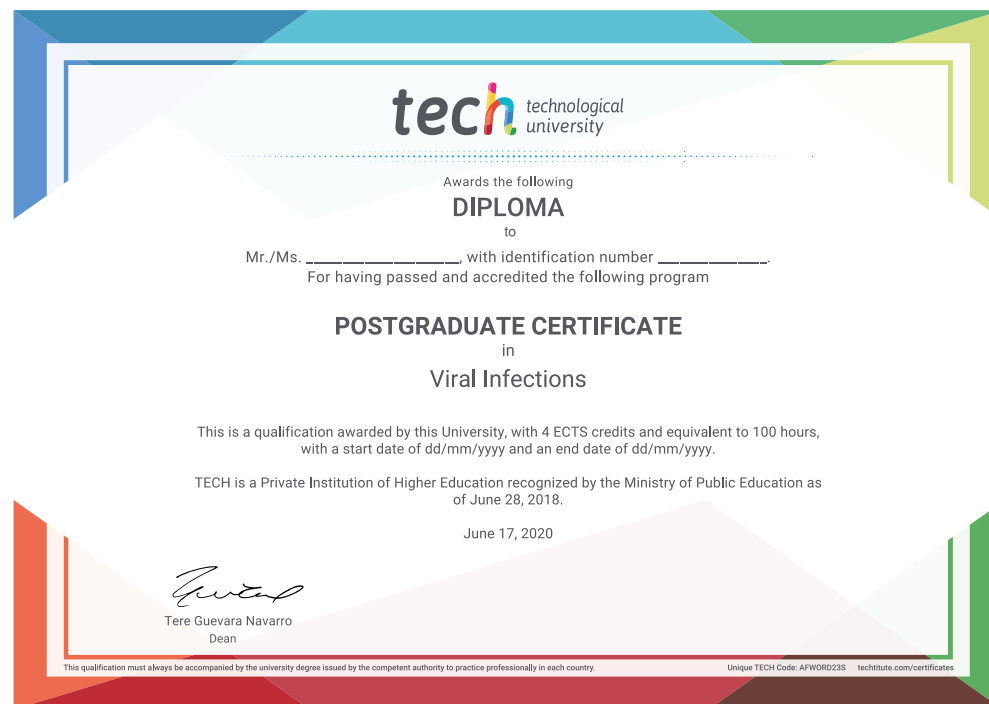 tech technological
university
Awards the following
DIPLOMA
to
Mr./Ms. ____________________, with identification number ______________.
For having passed and accredited the following program
POSTGRADUATE CERTIFICATE
in
Viral Infections
This is a qualification awarded by this University, with 4 ECTS credits and equivalent to 100 hours,
with a start date of dd/mm/yyyy and an end date of dd/mm/yyyy.
TECH is a Private Institution of Higher Education recognized by the Ministry of Public Education as
of June 28, 2018.
June 17, 2020
Tere Guevara Navarro
Dean
This qualification must always be accompanied by the university degree issued by the competent authority to practice professionally in each country.
Unique TECH Code: AFWORD23S techtitute.com/certificates